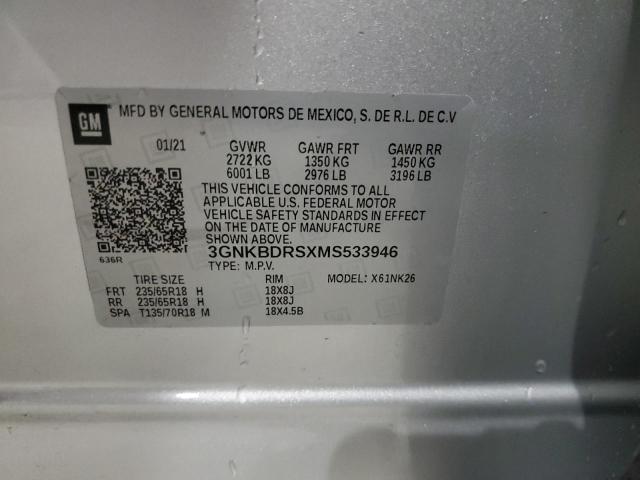 GM MFD BY GENERAL MOTORS DE MEXICO, S. DE R.L. DE C.V
01/21 GVWR GAWR FRT GAWR RR
2722 KG 1350 KG 1450 KG
6001 LB 2976 LB 3196 LB
THIS VEHICLE CONFORMS TO ALL
APPLICABLE U.S. FEDERAL MOTOR
VEHICLE SAFETY STANDARDS IN EFFECT
ON THE DATE OF MANUFACTURE
SHOWN ABOVE.
3GNKBDRSXMS533946
636R TYPE: M.P.V.
TIRE SIZE RIM MODEL: X61NK26
FRT 235/65R18 H 18X8J
RR 235/65R18 H 18X8J
SPA T135/70R18 M 18X4.5B